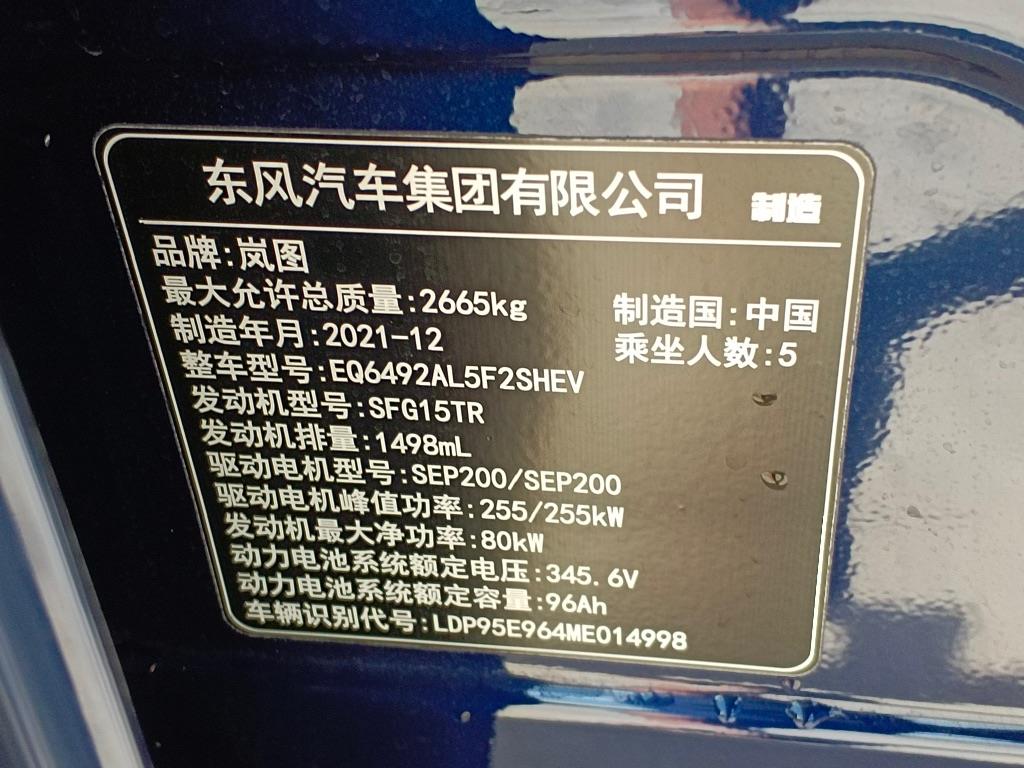 东风汽车集团有限公司 制造
品牌:岚图
最大允许总质量:2665kg 制造国:中国
制造年月:2021-12 乘坐人数:5
整车型号:EQ6492AL5F2SHEV
发动机型号:SFG15TR
发动机排量:1498mL
驱动电机型号:SEP200/SEP200
驱动电机峰值功率:255/255kW
发动机最大净功率:80kW
动力电池系统额定电压:345.6V
动力电池系统额定容量:96Ah
车辆识别代号:LDP95E964ME014998